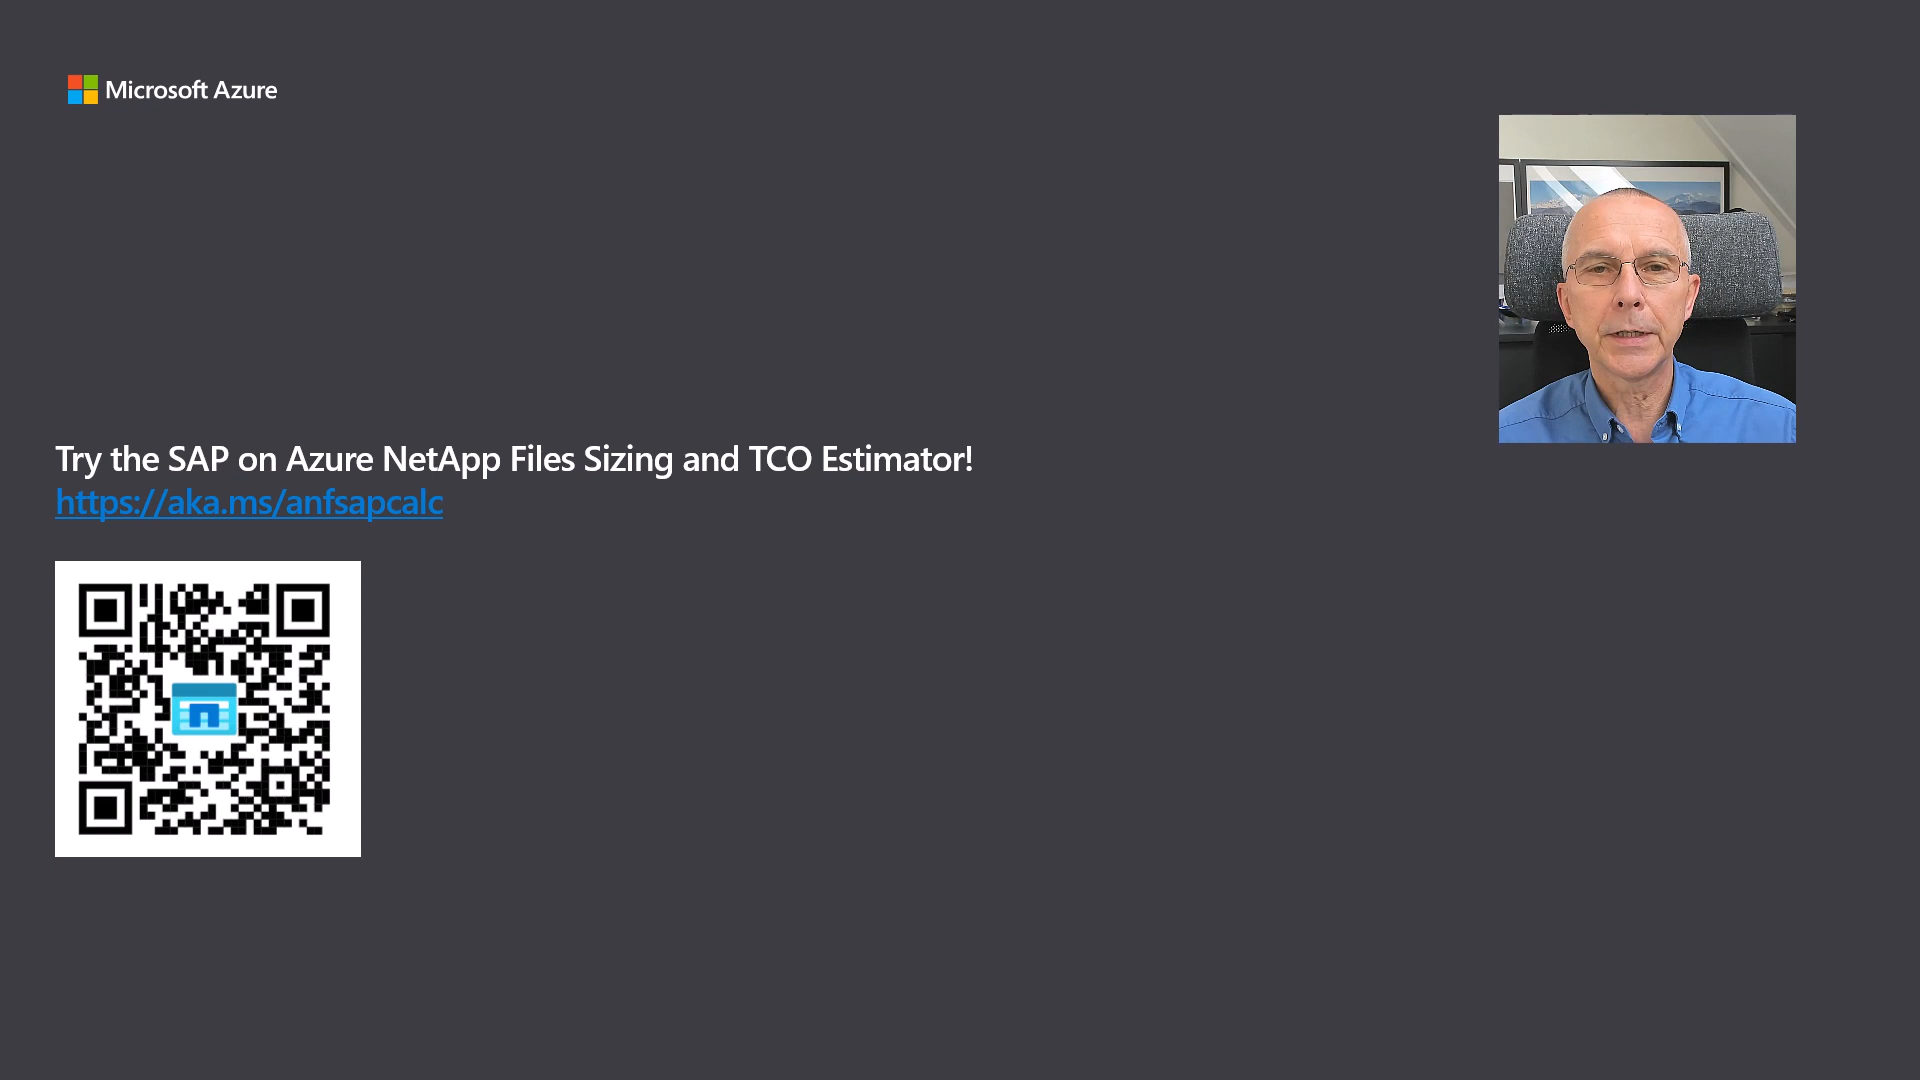 Microsoft Azure
Try the SAP on Azure NetApp Files Sizing and TCO Estimator!
https://aka.ms/anfsapcalc